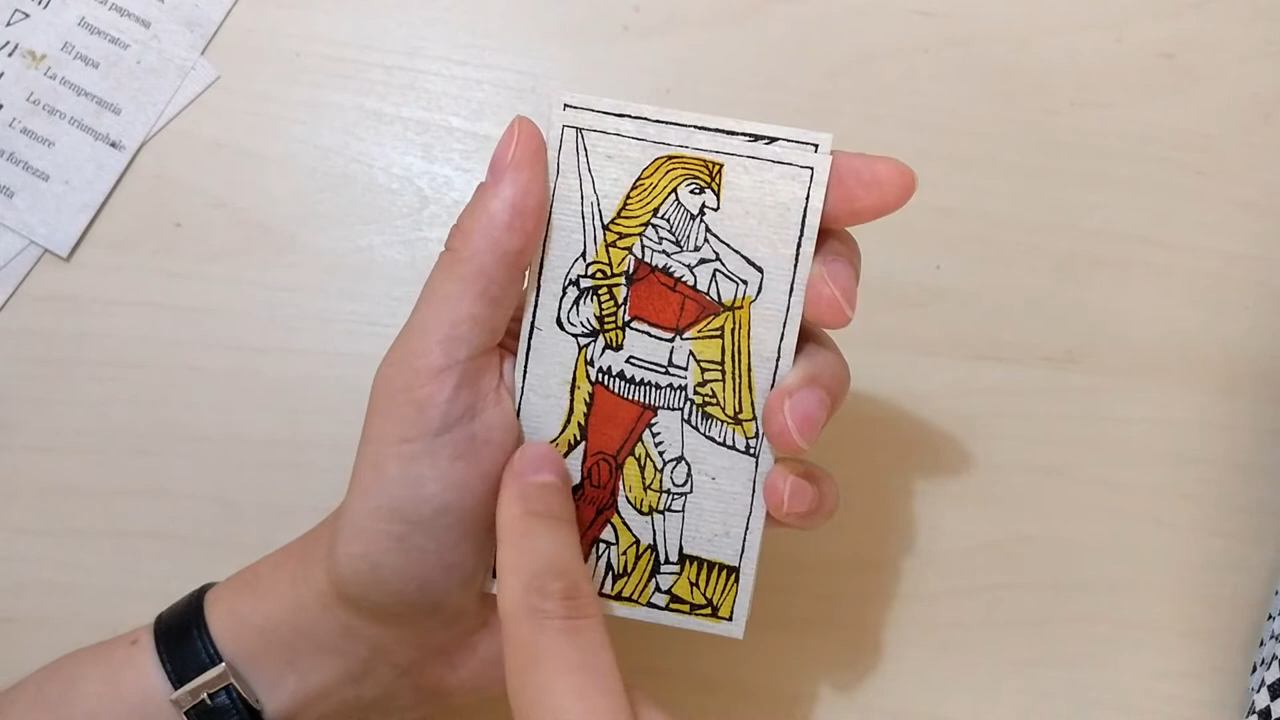 La papessa
Imperator
El papa
La temperantia
Lo caro triumphale
L' amore
La fortezza